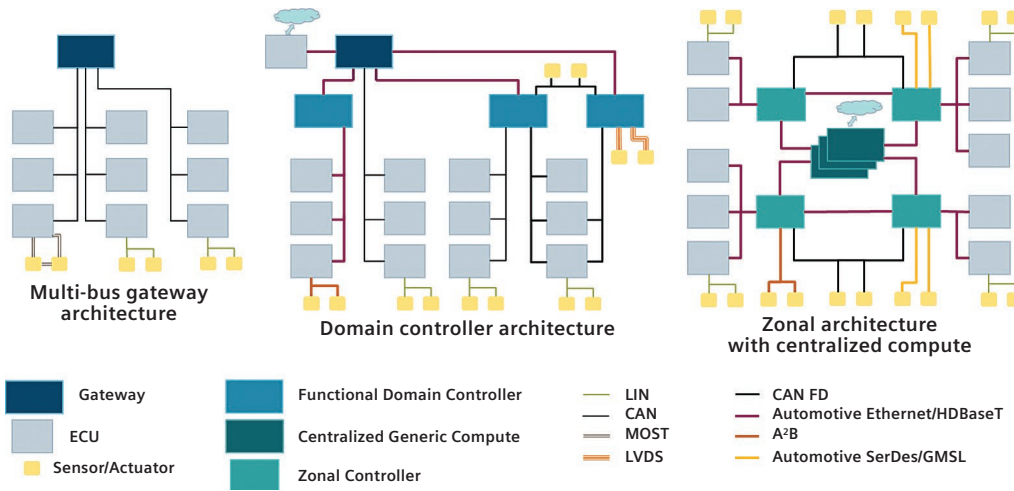 Multi-bus gateway
architecture
Domain controller architecture
Zonal architecture
with centralized compute
Gateway
ECU
Sensor/Actuator
Functional Domain Controller
Centralized Generic Compute
Zonal Controller
LIN
CAN
MOST
LVDS
CAN FD
Automotive Ethernet/HDBaseT
A²B
Automotive SerDes/GMSL